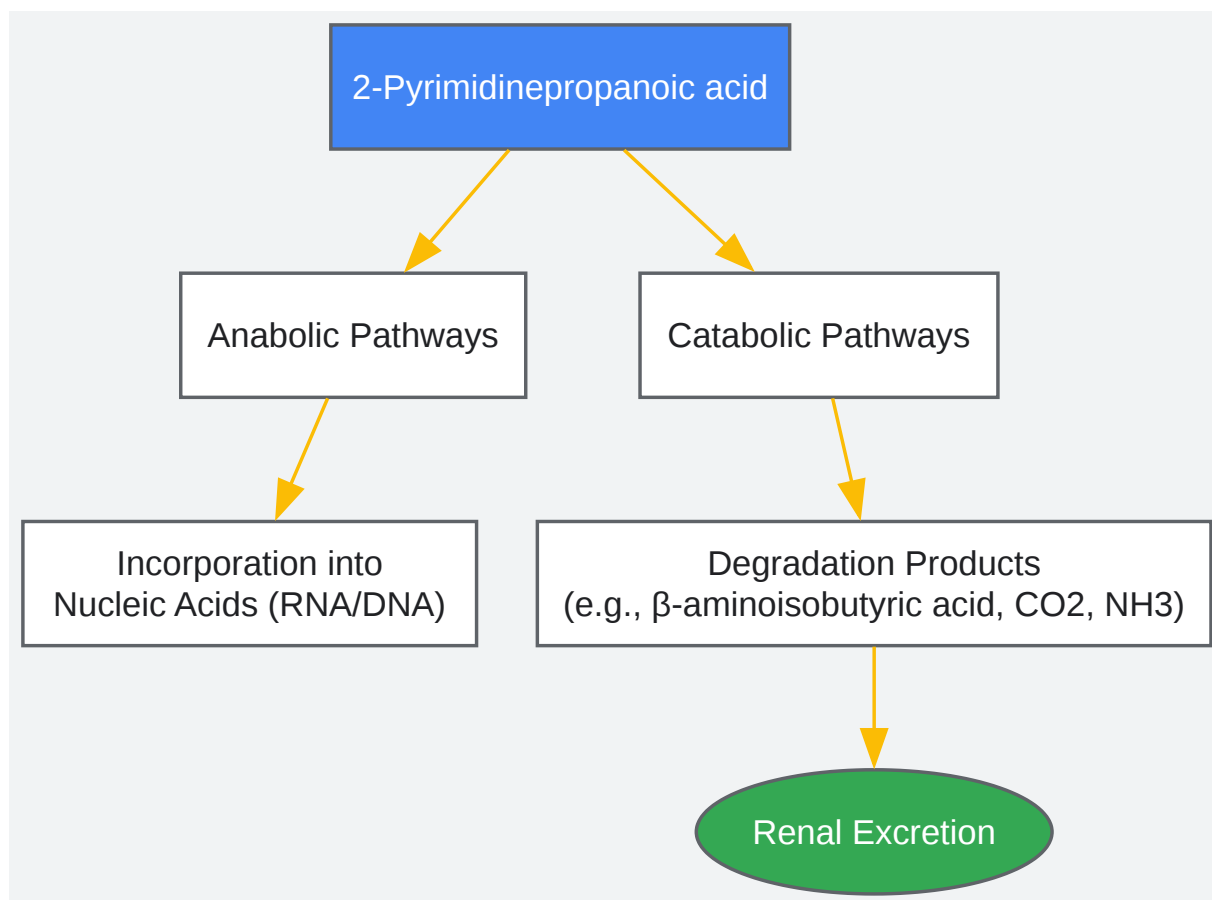 2-Pyrimidinepropanoic acid
Anabolic Pathways
Catabolic Pathways
Incorporation into
Nucleic Acids (RNA/DNA)
Degradation Products
(e.g., β-aminoisobutyric acid, CO2, NH3)
Renal Excretion